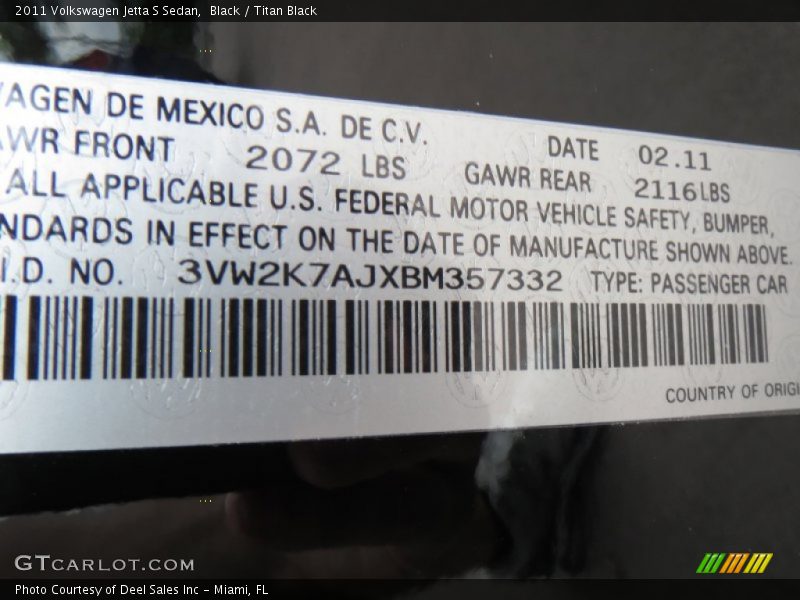 2011 Volkswagen Jetta S Sedan, Black / Titan Black
WAGEN DE MEXICO S.A. DE C.V.
DATE 02.11
AWR FRONT 2072 LBS GAWR REAR 2116LBS
ALL APPLICABLE U.S. FEDERAL MOTOR VEHICLE SAFETY, BUMPER,
NDARDS IN EFFECT ON THE DATE OF MANUFACTURE SHOWN ABOVE.
I.D. NO. 3VW2K7AJXBM357332 TYPE: PASSENGER CAR
COUNTRY OF ORIGI
GTCARLOT.COM
Photo Courtesy of Deel Sales Inc - Miami, FL